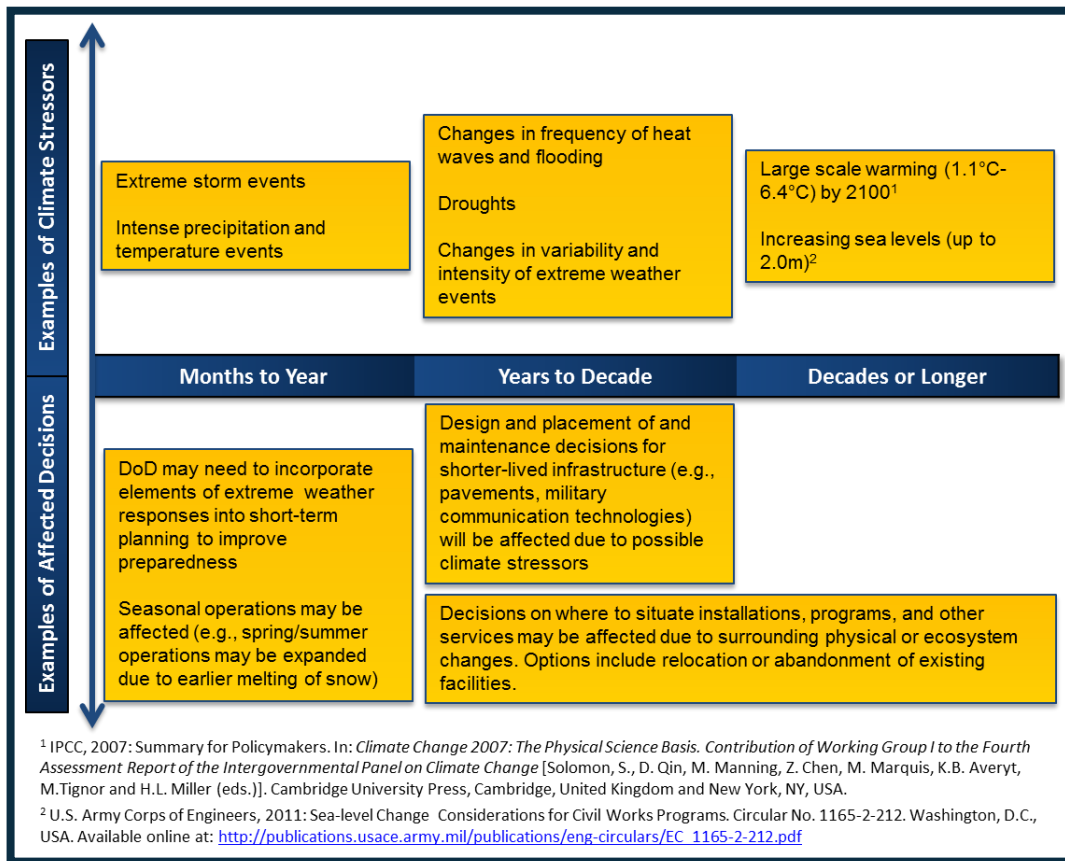 Examples of Climate Stressors
Extreme storm events
Intense precipitation and
temperature events
Changes in frequency of heat
waves and flooding
Droughts
Changes in variability and
intensity of extreme weather
events
Large scale warming (1.1°C-
6.4°C) by 2100¹
Increasing sea levels (up to
2.0m)²
Months to Year
Years to Decade
Decades or Longer
Examples of Affected Decisions
DoD may need to incorporate
elements of extreme weather
responses into short-term
planning to improve
preparedness
Seasonal operations may be
affected (e.g., spring/summer
operations may be expanded
due to earlier melting of snow)
Design and placement of and
maintenance decisions for
shorter-lived infrastructure (e.g.,
pavements, military
communication technologies)
will be affected due to possible
climate stressors
Decisions on where to situate installations, programs, and other
services may be affected due to surrounding physical or ecosystem
changes. Options include relocation or abandonment of existing
facilities.
¹ IPCC, 2007: Summary for Policymakers. In: Climate Change 2007: The Physical Science Basis. Contribution of Working Group I to the Fourth
Assessment Report of the Intergovernmental Panel on Climate Change [Solomon, S., D. Qin, M. Manning, Z. Chen, M. Marquis, K.B. Averyt,
M.Tignor and H.L. Miller (eds.)]. Cambridge University Press, Cambridge, United Kingdom and New York, NY, USA.
² U.S. Army Corps of Engineers, 2011: Sea-level Change Considerations for Civil Works Programs. Circular No. 1165-2-212. Washington, D.C.,
USA. Available online at: http://publications.usace.army.mil/publications/eng-circulars/EC_1165-2-212.pdf